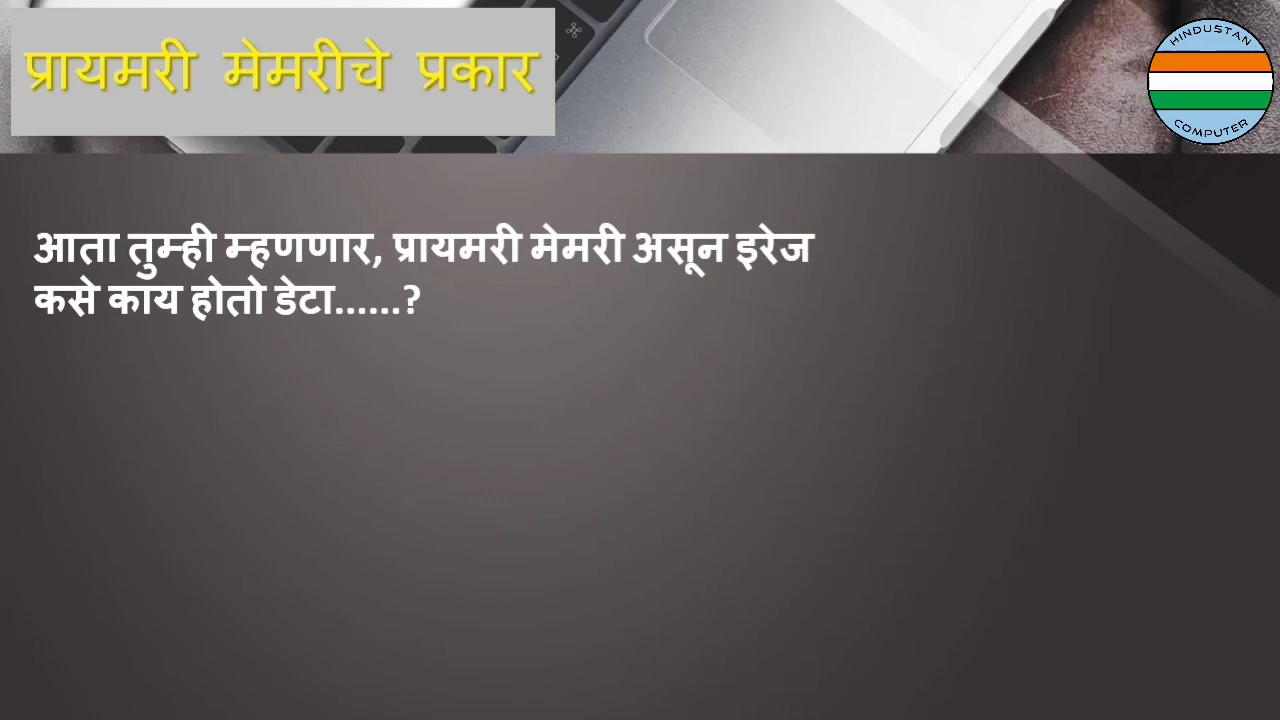 प्रायमरी मेमरीचे प्रकार
HINDUSTAN
COMPUTER
आता तुम्ही म्हणणार, प्रायमरी मेमरी असून इरेज
कसे काय होतो डेटा......?